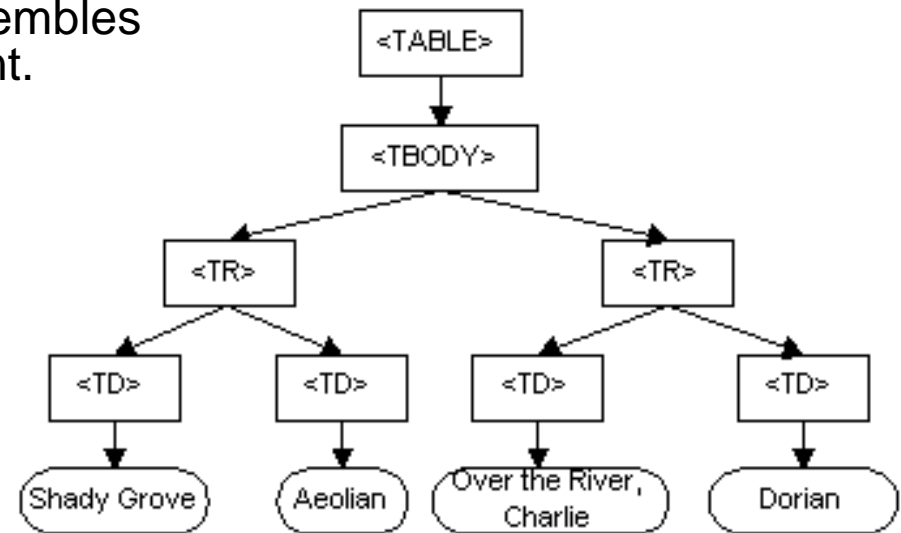 embles
nt.
<TABLE>
<TBODY>
<TR>
<TR>
<TD>
<TD>
<TD>
<TD>
Shady Grove
Aeolian
Over the River,
Charlie
Dorian